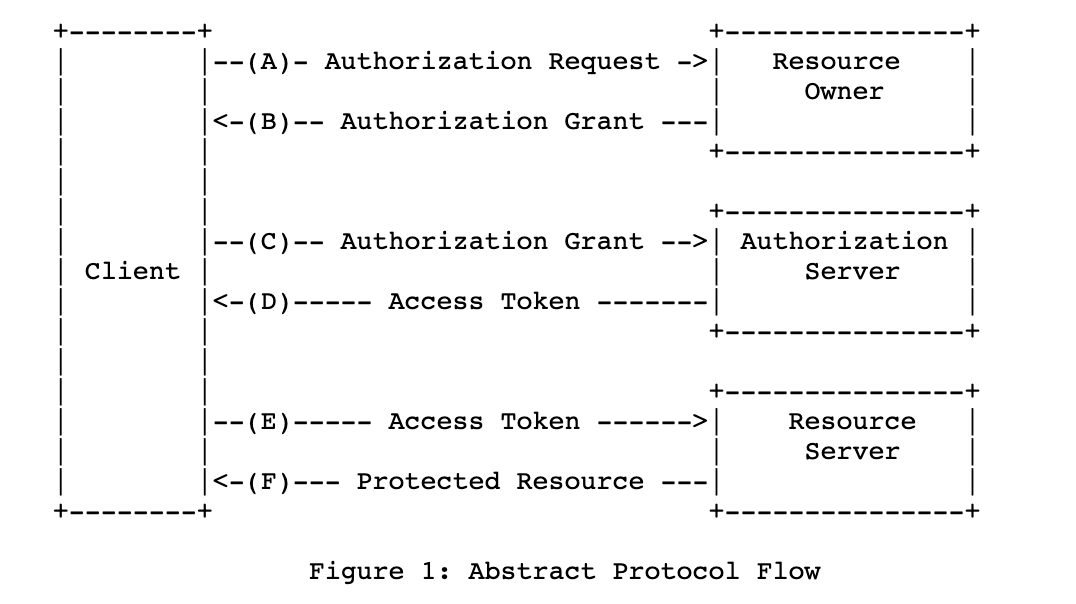 +--------+                               +---------------+
|        |--(A)- Authorization Request ->|   Resource    |
|        |                               |     Owner     |
|        |<-(B)-- Authorization Grant ---|               |
|        |                               +---------------+
|        |
|        |                               +---------------+
|        |--(C)-- Authorization Grant -->| Authorization |
| Client |                               |     Server    |
|        |<-(D)----- Access Token -------|               |
|        |                               +---------------+
|        |
|        |                               +---------------+
|        |--(E)----- Access Token ------>|    Resource   |
|        |                               |     Server    |
|        |<-(F)--- Protected Resource ---|               |
+--------+                               +---------------+
Figure 1: Abstract Protocol Flow